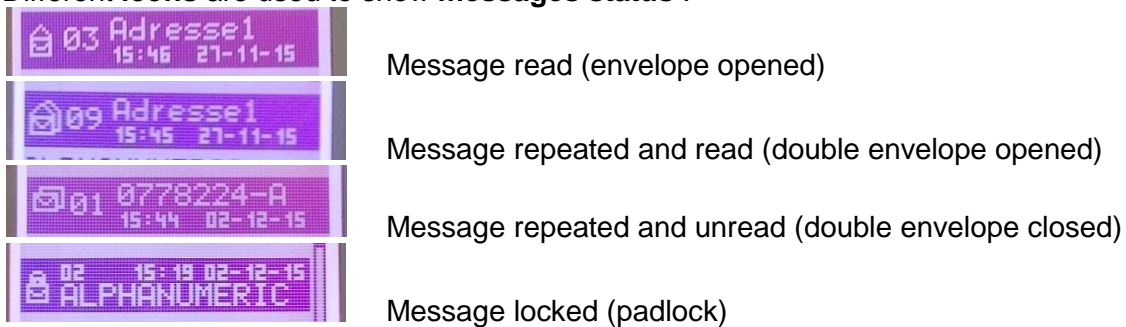 Different Icons are used to show Messages status :
03 Adresse1
15:46 27-11-15
Message read (envelope opened)
09 Adresse1
15:45 27-11-15
Message repeated and read (double envelope opened)
01 0778224-A
15:44 02-12-15
Message repeated and unread (double envelope closed)
02 15:19 02-12-15
ALPHANUMERIC
Message locked (padlock)